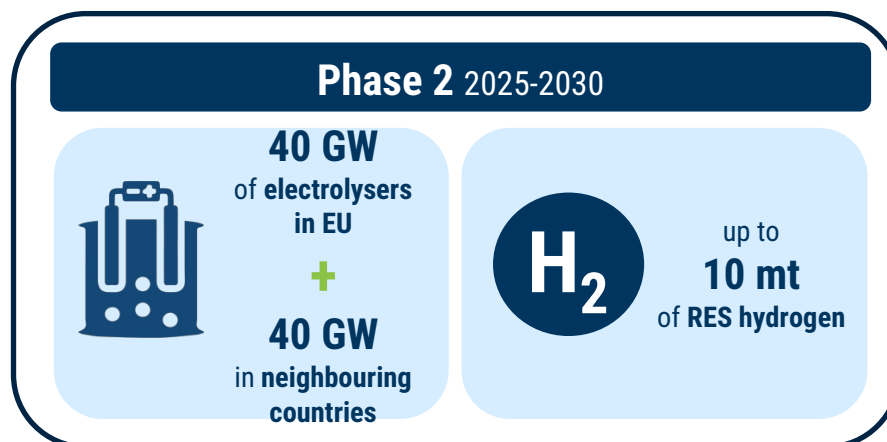 Phase 2 2025-2030
40 GW
of electrolysers
in EU
+
40 GW
in neighbouring
countries
H2
up to
10 mt
of RES hydrogen